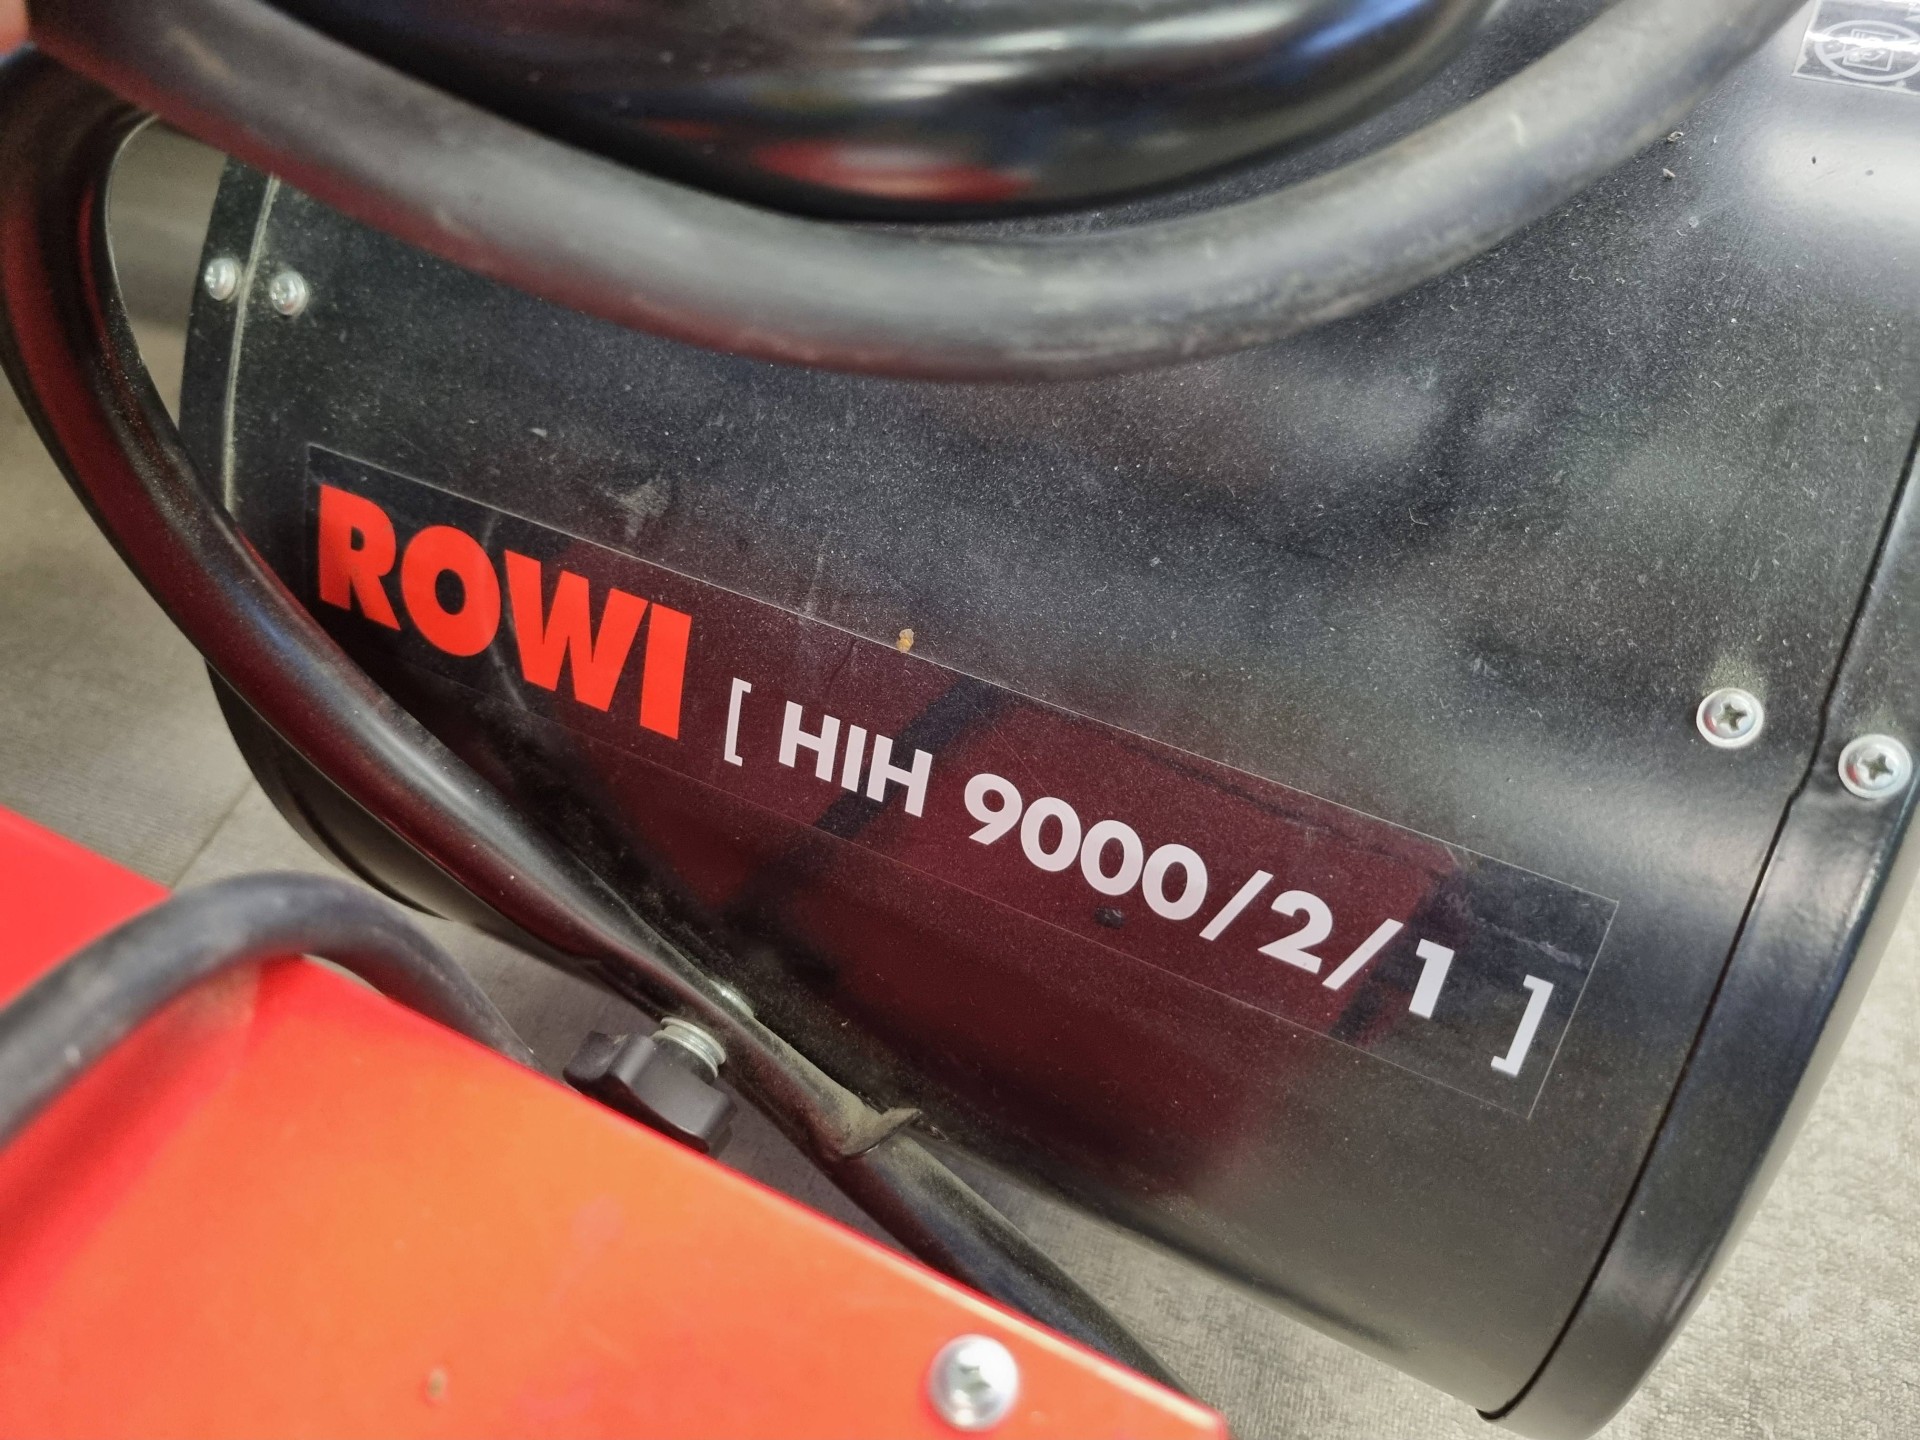 ROWI [ HIH 9000/2/1 ]